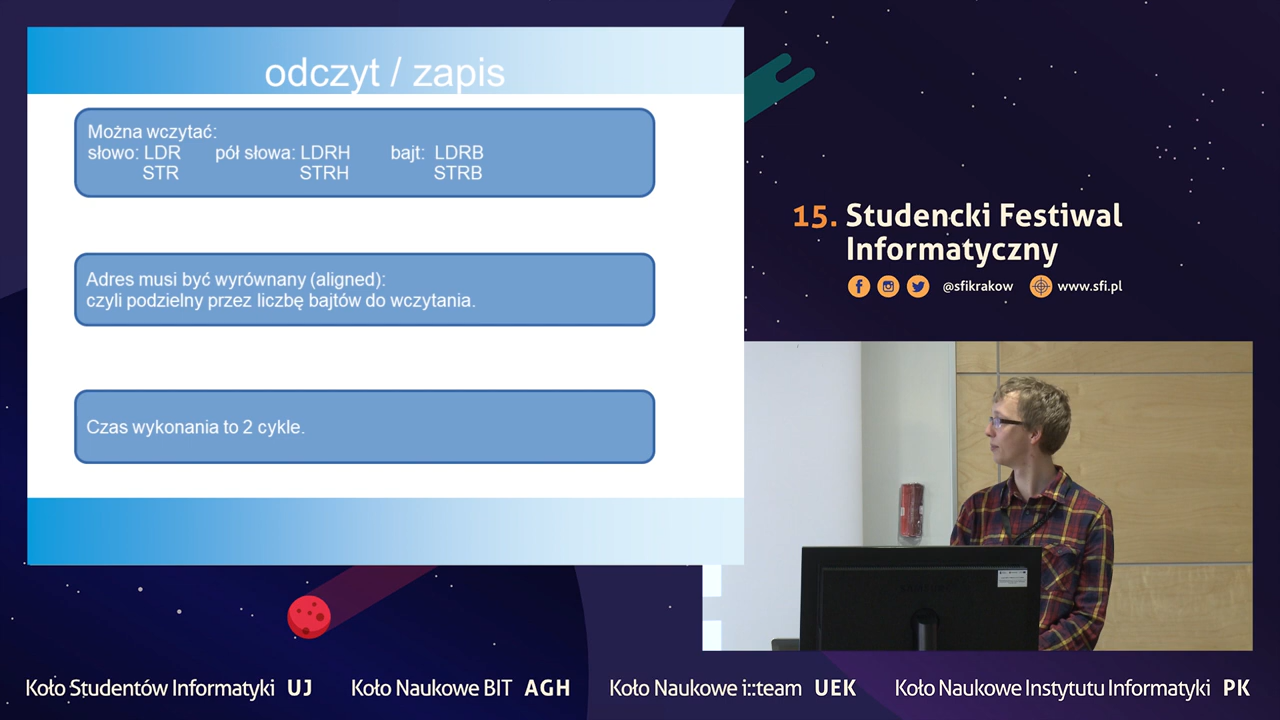 odczyt / zapis
Można wczytać:
słowo: LDR pół słowa: LDRH bajt: LDRB
STR STRH STRB
Adres musi być wyrównany (aligned):
czyli podzielny przez liczbę bajtów do wczytania.
Czas wykonania to 2 cykle.
15. Studencki Festiwal
Informatyczny
@sfikrakow www.sfi.pl
Koło Studentów Informatyki UJ Koło Naukowe BIT AGH Koło Naukowe i::team UEK Koło Naukowe Instytutu Informatyki PK